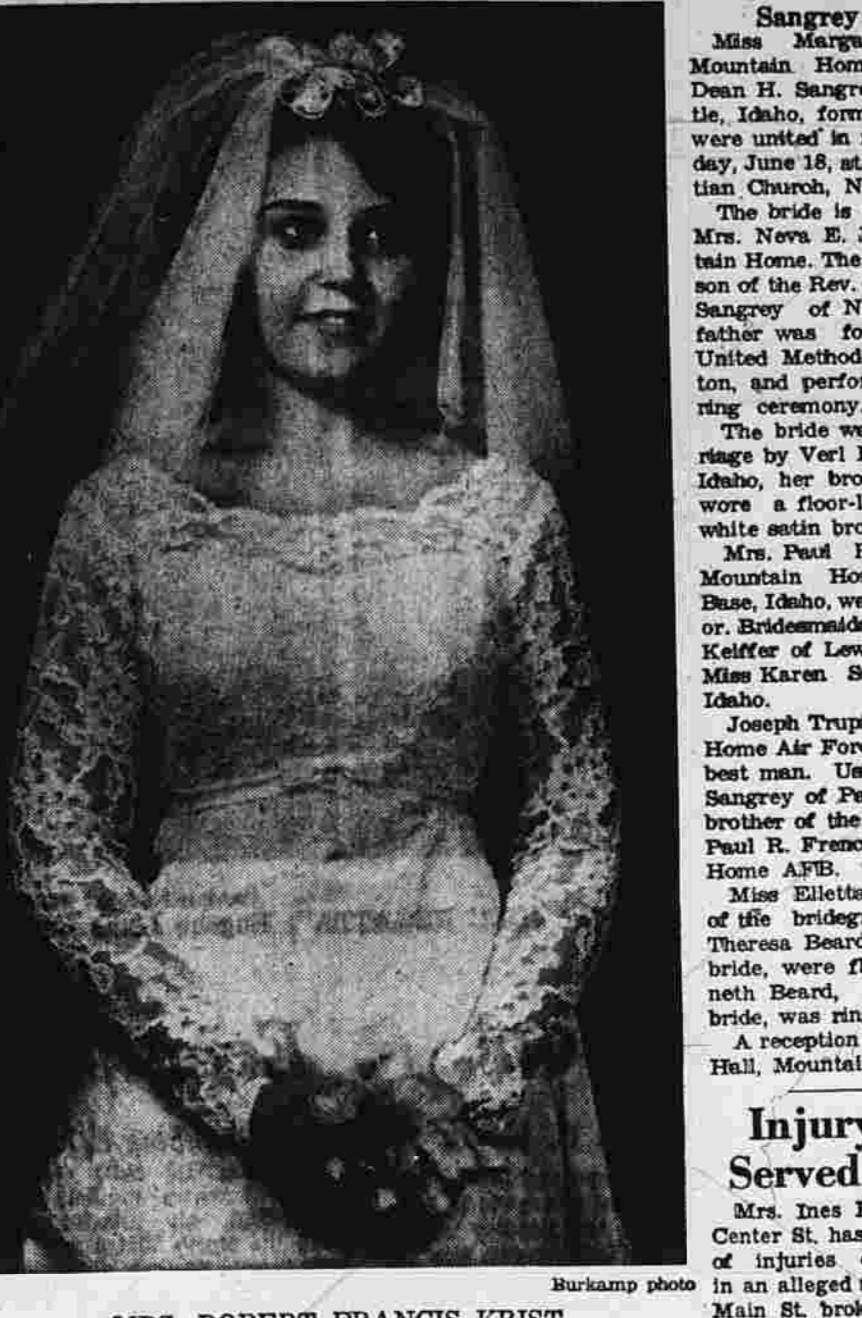 Burkamp photo
MRS. ROBERT FRANCIS KRIST
Sangrey
Miss Marga
Mountain Hom
Dean H. Sangre
tle, Idaho, form
were united in
day, June 18, at
tian Church, N
The bride is
Mrs. Neva E.
tain Home. The
son of the Rev.
Sangrey of N
father was fo
United Method
ton, and perfor
ring ceremony.
The bride we
riage by Verl
Idaho, her bro
wore a floor-l
white satin bro
Mrs. Paul
Mountain Ho
Base, Idaho, wa
or. Bridesmaids
Keiffer of Lew
Miss Karen S
Idaho.
Joseph Trup
Home Air For
best man. Us
Sangrey of Pa
brother of the
Paul R. Frenc
Home AFB.
Miss Elletta
of the bridegr
Theresa Beard
bride, were fl
neth Beard,
bride, was rin
A reception
Hall, Mountai
Injury
Served
Mrs. Ines
Center St. has
of injuries
in an alleged
Main St. brok